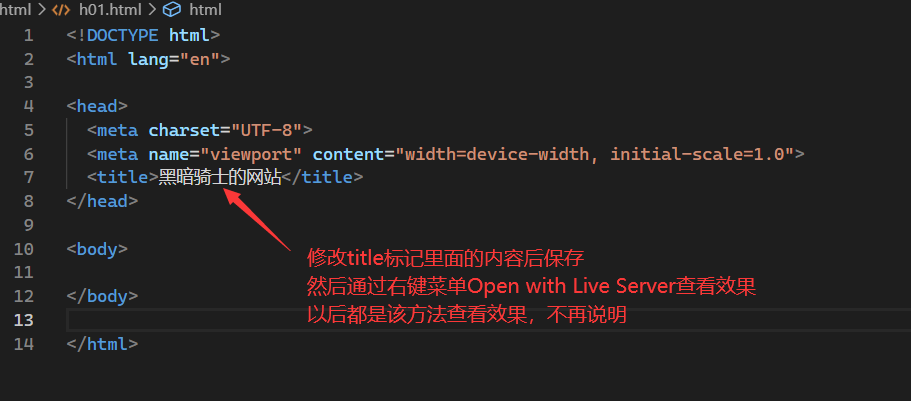 html > h01.html > html
1 <!DOCTYPE html>
2 <html lang="en">
3
4 <head>
5   <meta charset="UTF-8">
6   <meta name="viewport" content="width=device-width, initial-scale=1.0">
7   <title>黑暗骑士的网站</title>
8 </head>
9
10 <body>
11
12 </body>
13
14 </html>
修改title标记里面的内容后保存
然后通过右键菜单Open with Live Server查看效果
以后都是该方法查看效果，不再说明